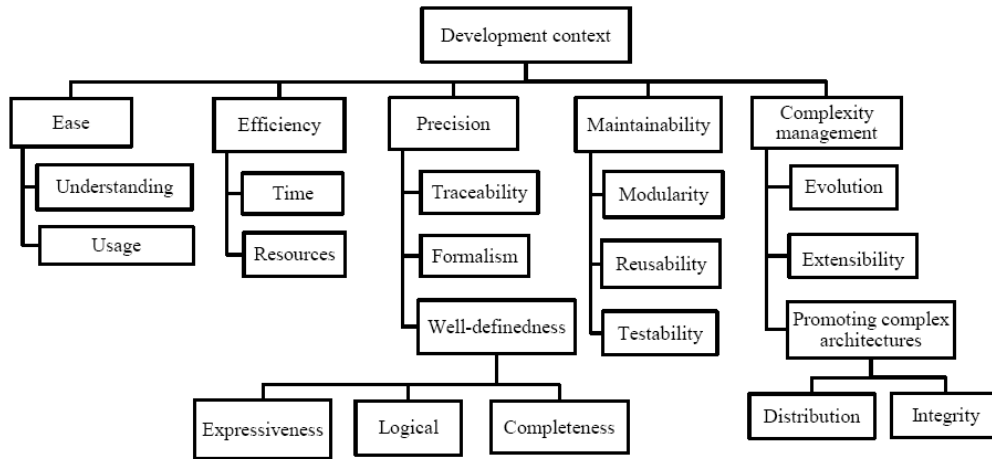 Development context
Ease
Efficiency
Precision
Maintainability
Complexity
management
Understanding
Time
Traceability
Modularity
Evolution
Usage
Resources
Formalism
Reusability
Extensibility
Well-definedness
Testability
Promoting complex
architectures
Expressiveness
Logical
Completeness
Distribution
Integrity